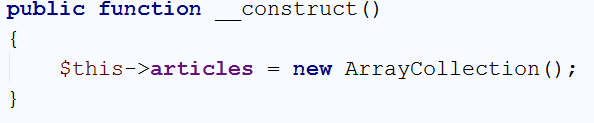 public function __construct()
{
    $this->articles = new ArrayCollection();
}